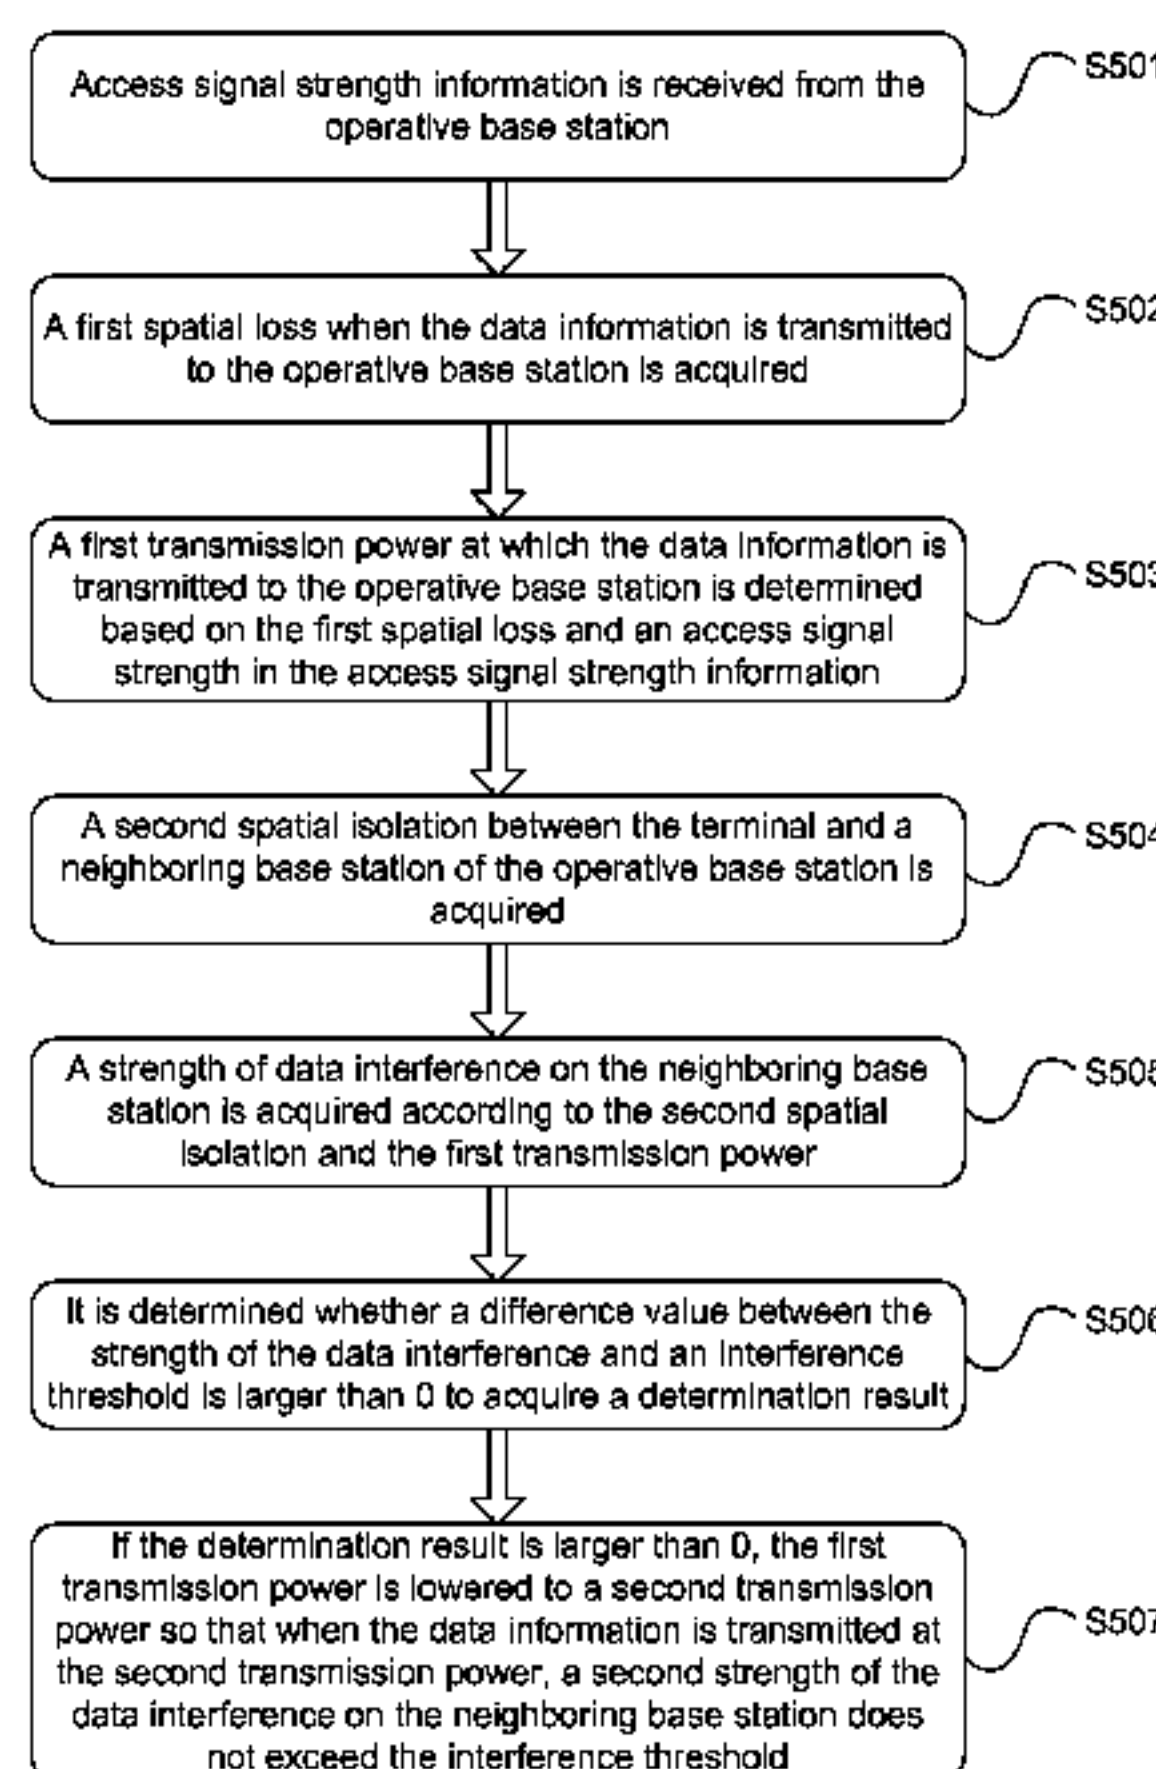 Access signal strength information is received from the
operative base station
S501
A first spatial loss when the data information is transmitted
to the operative base station is acquired
S502
A first transmission power at which the data information is
transmitted to the operative base station is determined
based on the first spatial loss and an access signal
strength in the access signal strength information
S503
A second spatial isolation between the terminal and a
neighboring base station of the operative base station is
acquired
S504
A strength of data interference on the neighboring base
station is acquired according to the second spatial
isolation and the first transmission power
S505
It is determined whether a difference value between the
strength of the data interference and an interference
threshold is larger than 0 to acquire a determination result
S506
If the determination result is larger than 0, the first
transmission power is lowered to a second transmission
power so that when the data information is transmitted at
the second transmission power, a second strength of the
data interference on the neighboring base station does
not exceed the interference threshold
S507